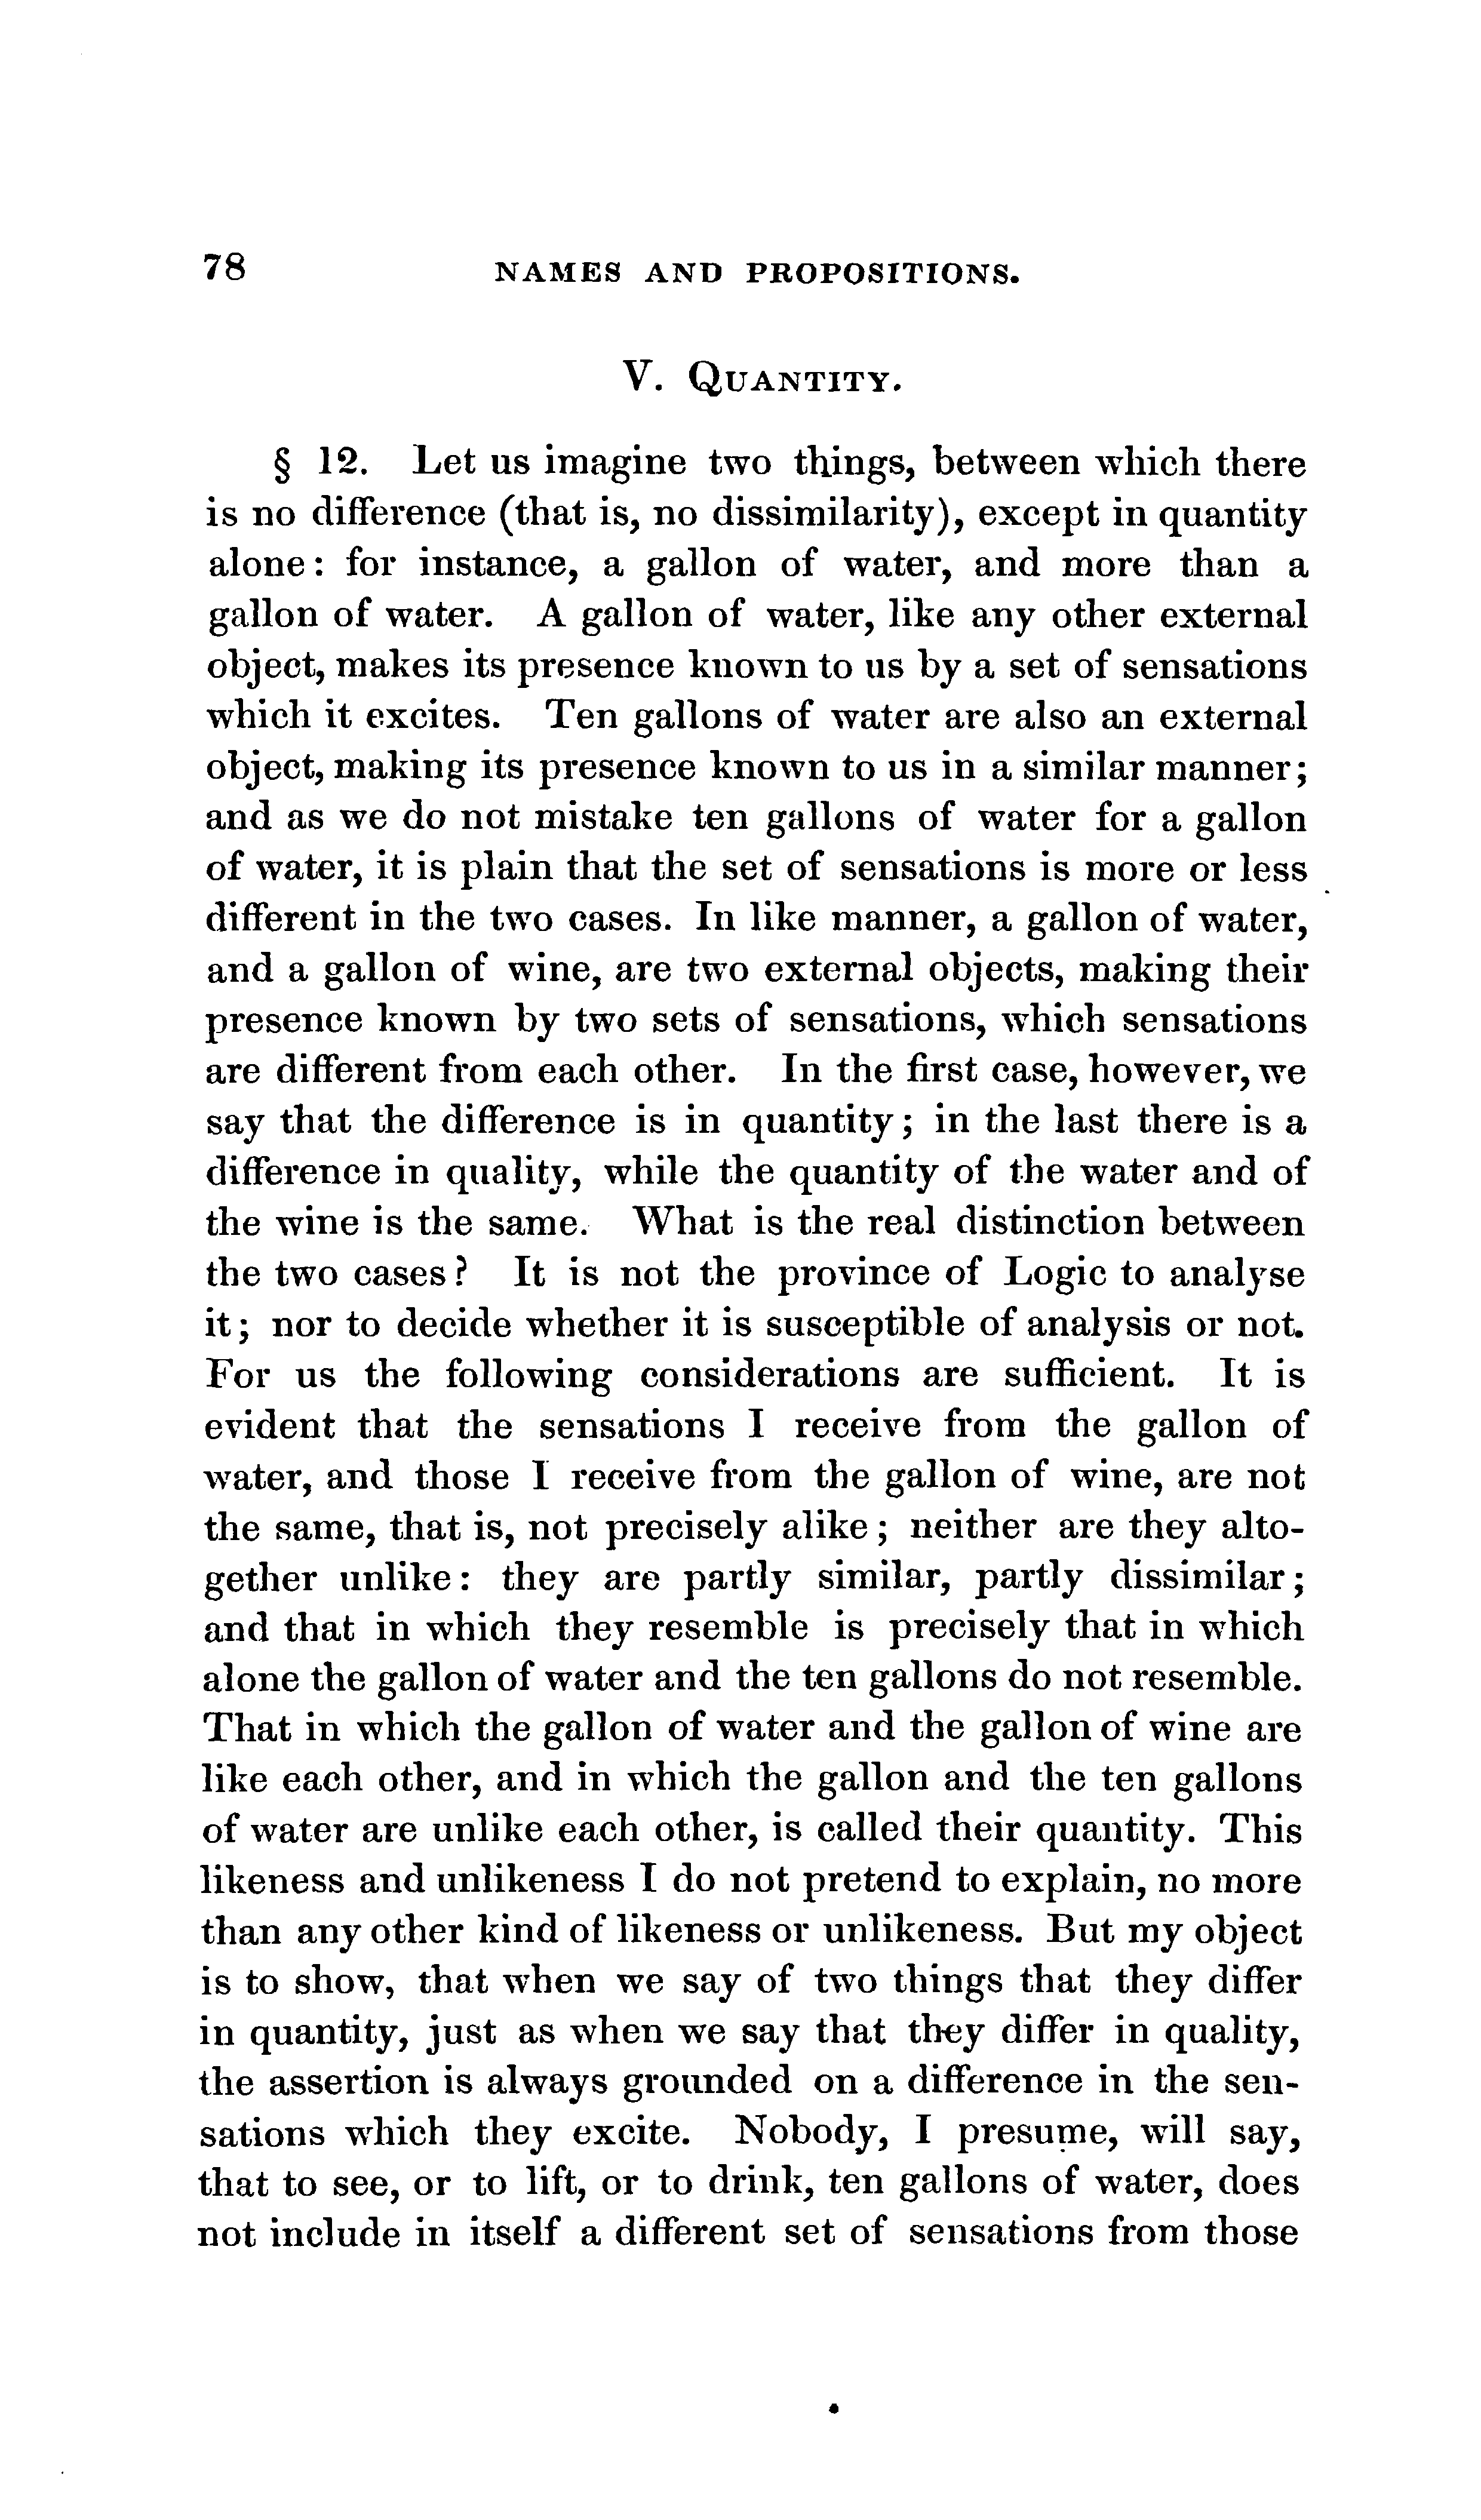 78 NAMES AND PROPOSITIONS.
V. QUANTITY.
§ 12. Let us imagine two things, between which there
is no difference (that is, no dissimilarity), except in quantity
alone: for instance, a gallon of water, and more than a
gallon of water. A gallon of water, like any other external
object, makes its presence known to us by a set of sensations
which it excites. Ten gallons of water are also an external
object, making its presence known to us in a similar manner;
and as we do not mistake ten gallons of water for a gallon
of water, it is plain that the set of sensations is more or less
different in the two cases. In like manner, a gallon of water,
and a gallon of wine, are two external objects, making their
presence known by two sets of sensations, which sensations
are different from each other. In the first case, however, we
say that the difference is in quantity; in the last there is a
difference in quality, while the quantity of the water and of
the wine is the same. What is the real distinction between
the two cases? It is not the province of Logic to analyse
it; nor to decide whether it is susceptible of analysis or not.
For us the following considerations are sufficient. It is
evident that the sensations I receive from the gallon of
water, and those I receive from the gallon of wine, are not
the same, that is, not precisely alike; neither are they alto-
gether unlike: they are partly similar, partly dissimilar;
and that in which they resemble is precisely that in which
alone the gallon of water and the ten gallons do not resemble.
That in which the gallon of water and the gallon of wine are
like each other, and in which the gallon and the ten gallons
of water are unlike each other, is called their quantity. This
likeness and unlikeness I do not pretend to explain, no more
than any other kind of likeness or unlikeness. But my object
is to show, that when we say of two things that they differ
in quantity, just as when we say that they differ in quality,
the assertion is always grounded on a difference in the sen-
sations which they excite. Nobody, I presume, will say,
that to see, or to lift, or to drink, ten gallons of water, does
not include in itself a different set of sensations from those